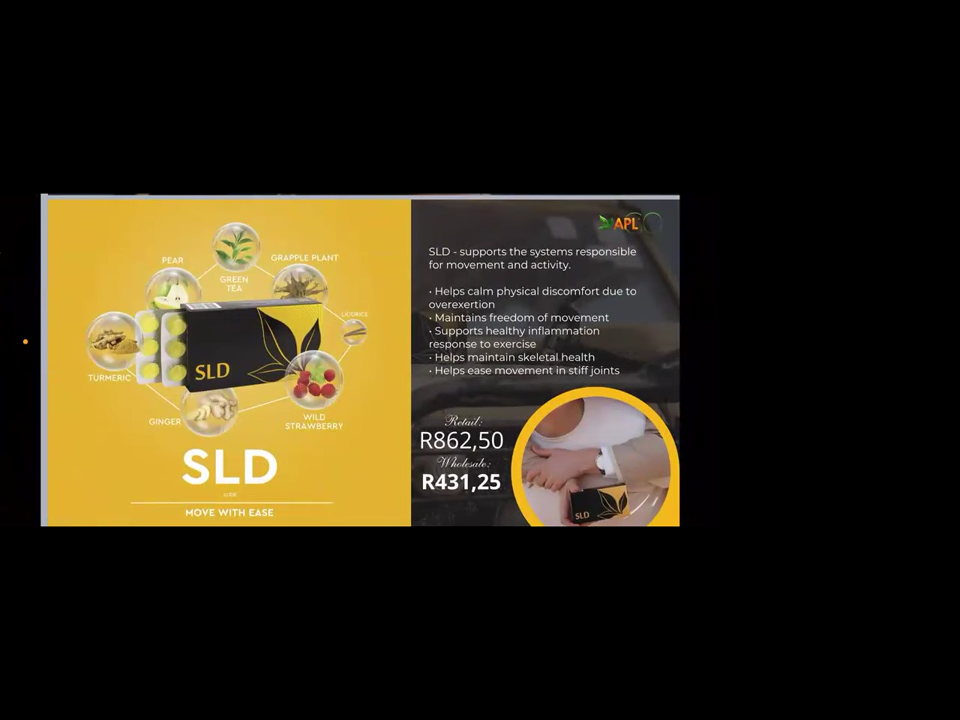 PEAR
GRAPPLE PLANT
GREEN
TEA
LICORICE
SLD
TURMERIC
GINGER
WILD
STRAWBERRY
SLD
MOVE WITH EASE
APL
SLD - supports the systems responsible
for movement and activity.
• Helps calm physical discomfort due to
overexertion
• Maintains freedom of movement
• Supports healthy inflammation
response to exercise
• Helps maintain skeletal health
• Helps ease movement in stiff joints
Retail:
R862,50
Wholesale:
R431,25
SLD